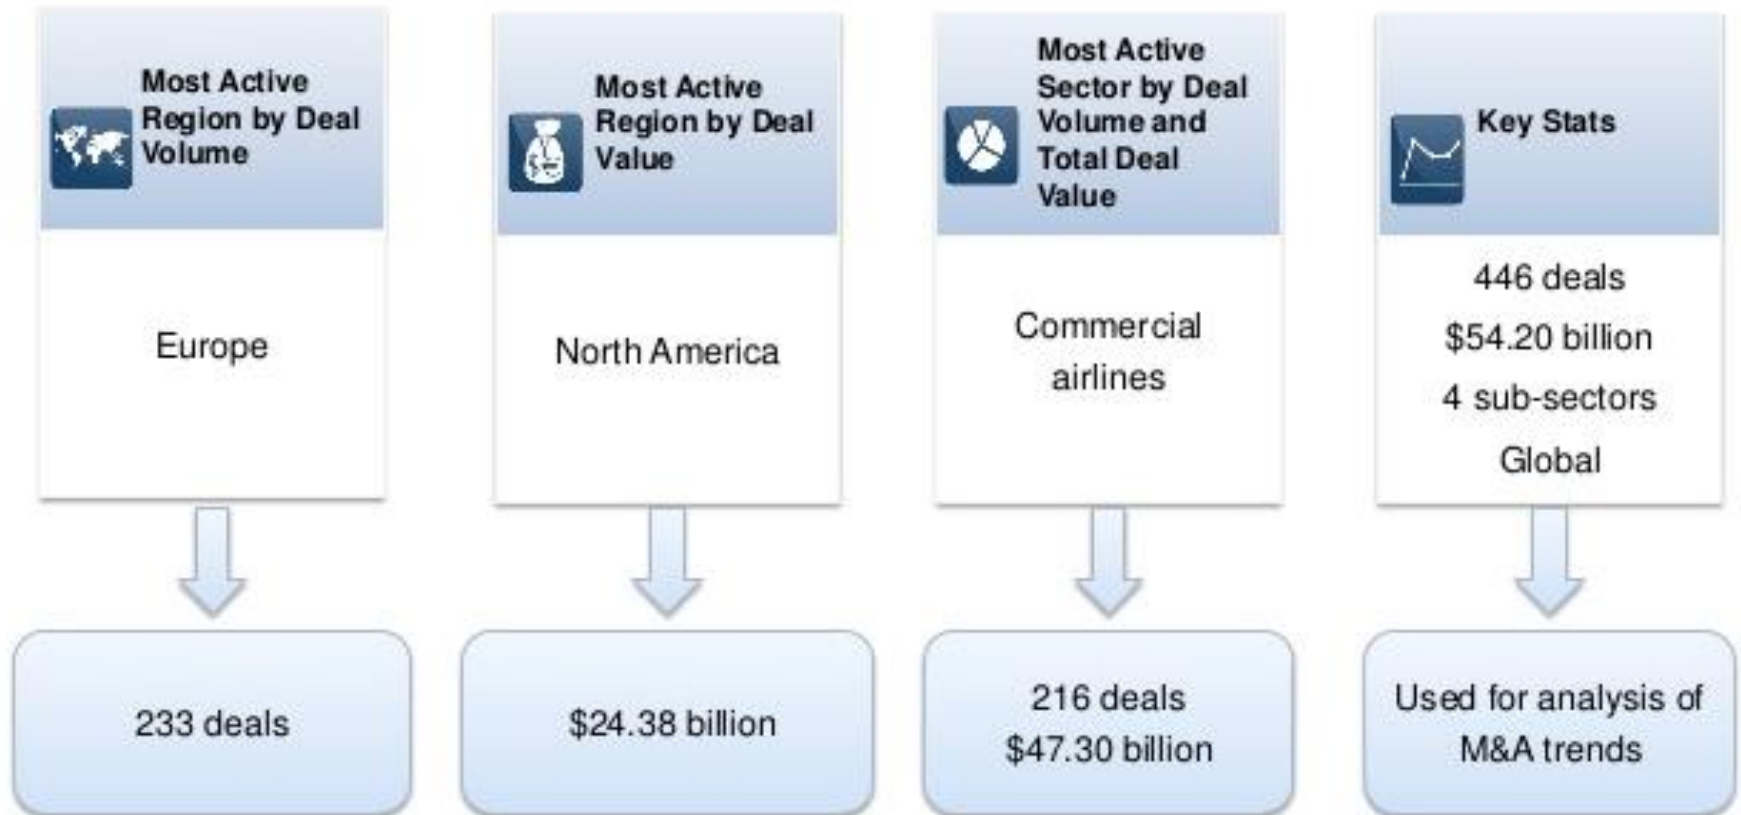 Most Active
Region by Deal
Volume
Europe
233 deals
Most Active
Region by Deal
Value
North America
$24.38 billion
Most Active
Sector by Deal
Volume and
Total Deal
Value
Commercial
airlines
216 deals
$47.30 billion
Key Stats
446 deals
$54.20 billion
4 sub-sectors
Global
Used for analysis of
M&A trends